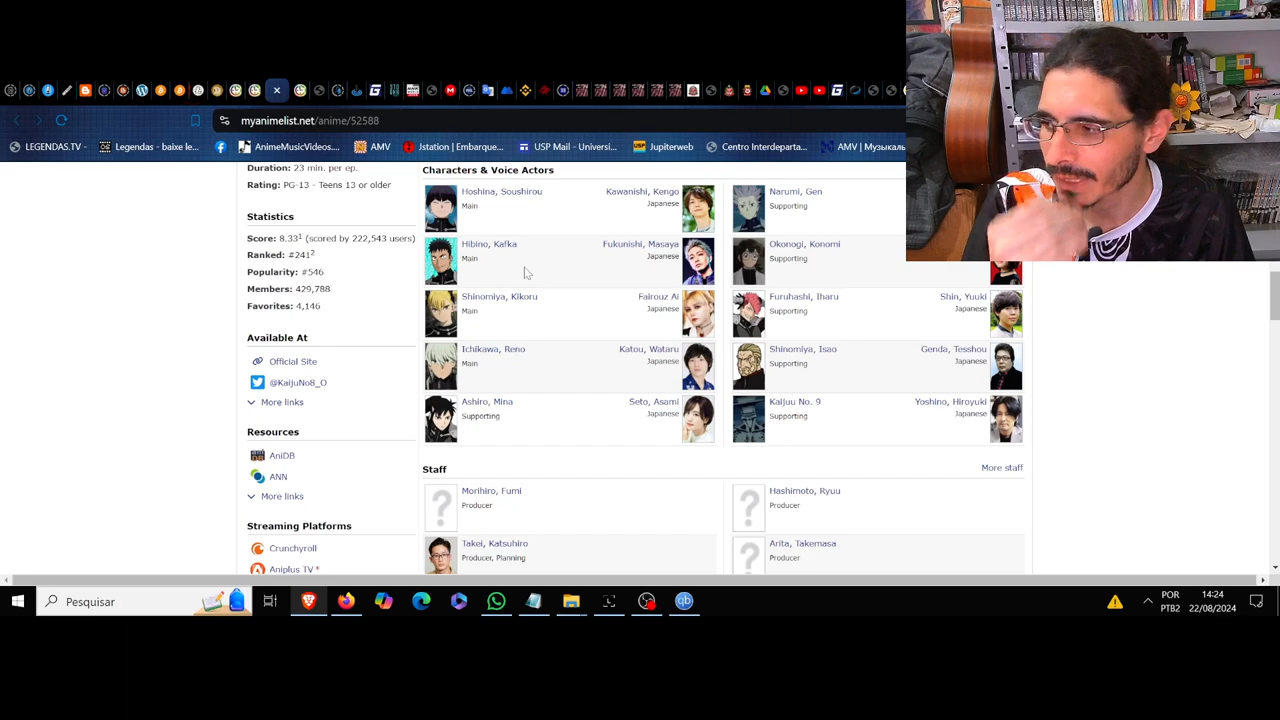 myanimelist.net/anime/52588
LEGENDAS.TV -
Legendas - baixe le...
AnimeMusicVideos....
AMV
Jstation | Embarque...
USP Mail - Universi...
Jupiterweb
Centro Interdeparta...
AMV | Музыкаль
Duration: 23 min. per ep.
Rating: PG-13 - Teens 13 or older
Statistics
Score: 8.331 (scored by 222,543 users)
Ranked: #2412
Popularity: #546
Members: 429,788
Favorites: 4,146
Available At
Official Site
@KaijuNo8_O
More links
Resources
AniDB
ANN
More links
Streaming Platforms
Crunchyroll
Aniplus TV *
Characters & Voice Actors
Hoshina, Soushirou
Main
Kawanishi, Kengo
Japanese
Narumi, Gen
Supporting
Hibino, Kafka
Main
Fukunishi, Masaya
Japanese
Okonogi, Konomi
Supporting
Shinomiya, Kikoru
Main
Fairouz Ai
Japanese
Furuhashi, Iharu
Supporting
Shin, Yuuki
Japanese
Ichikawa, Reno
Main
Katou, Wataru
Japanese
Shinomiya, Isao
Supporting
Genda, Tesshou
Japanese
Ashiro, Mina
Supporting
Seto, Asami
Japanese
Kaijuu No. 9
Supporting
Yoshino, Hiroyuki
Japanese
Staff
More staff
Morihiro, Fumi
Producer
Hashimoto, Ryuu
Producer
Takei, Katsuhiro
Producer, Planning
Arita, Takemasa
Producer
Pesquisar
POR
PTB2
14:24
22/08/2024